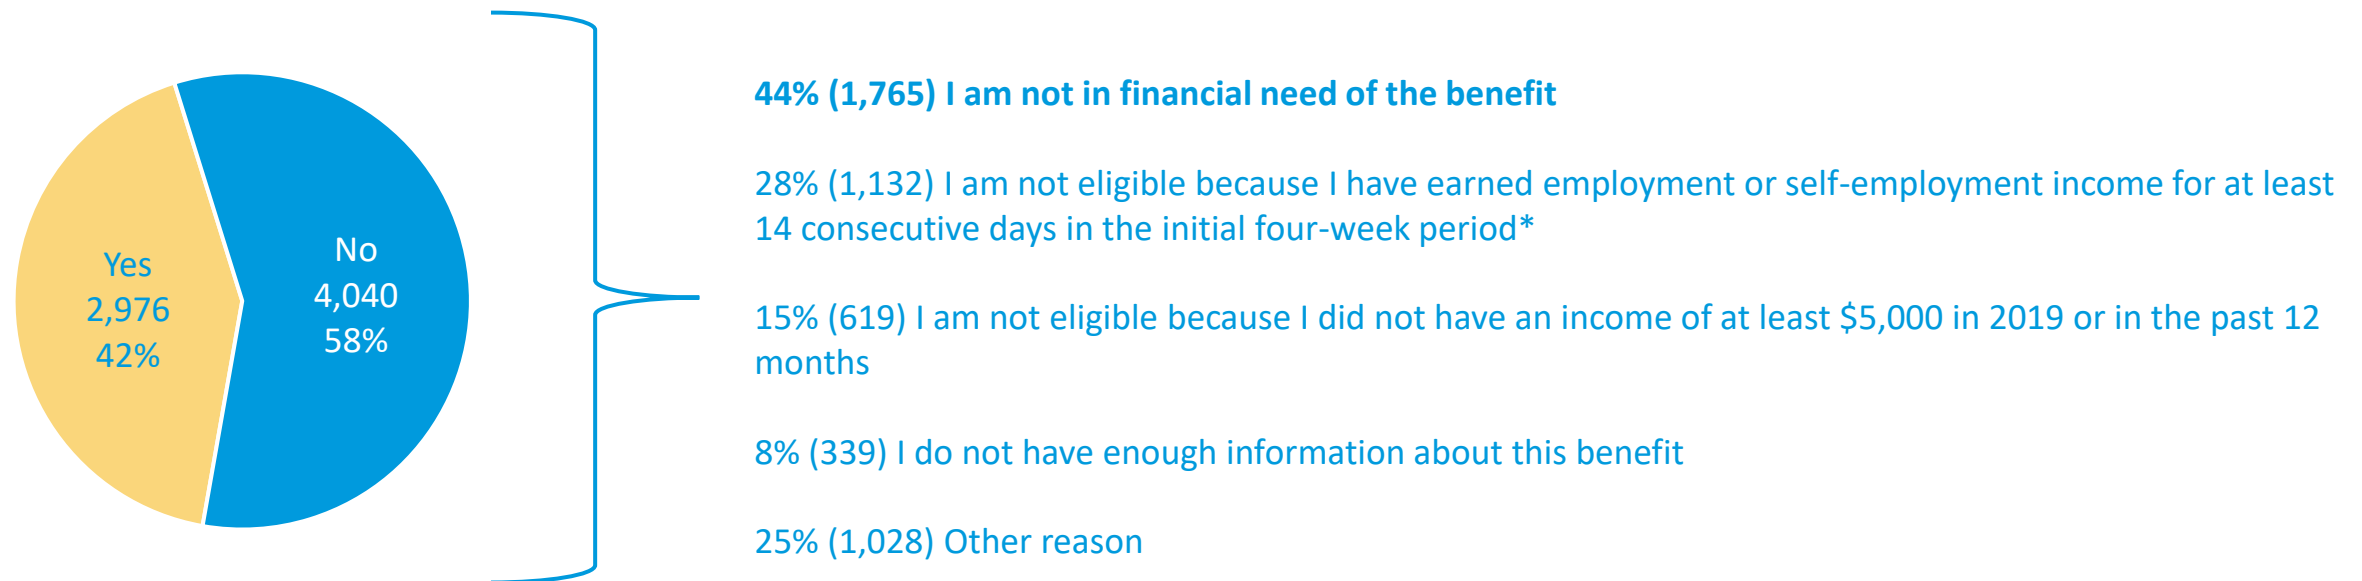 Yes
2,976
42%
No
4,040
58%
44% (1,765) I am not in financial need of the benefit
28% (1,132) I am not eligible because I have earned employment or self-employment income for at least
14 consecutive days in the initial four-week period*
15% (619) I am not eligible because I did not have an income of at least $5,000 in 2019 or in the past 12
months
8% (339) I do not have enough information about this benefit
25% (1,028) Other reason